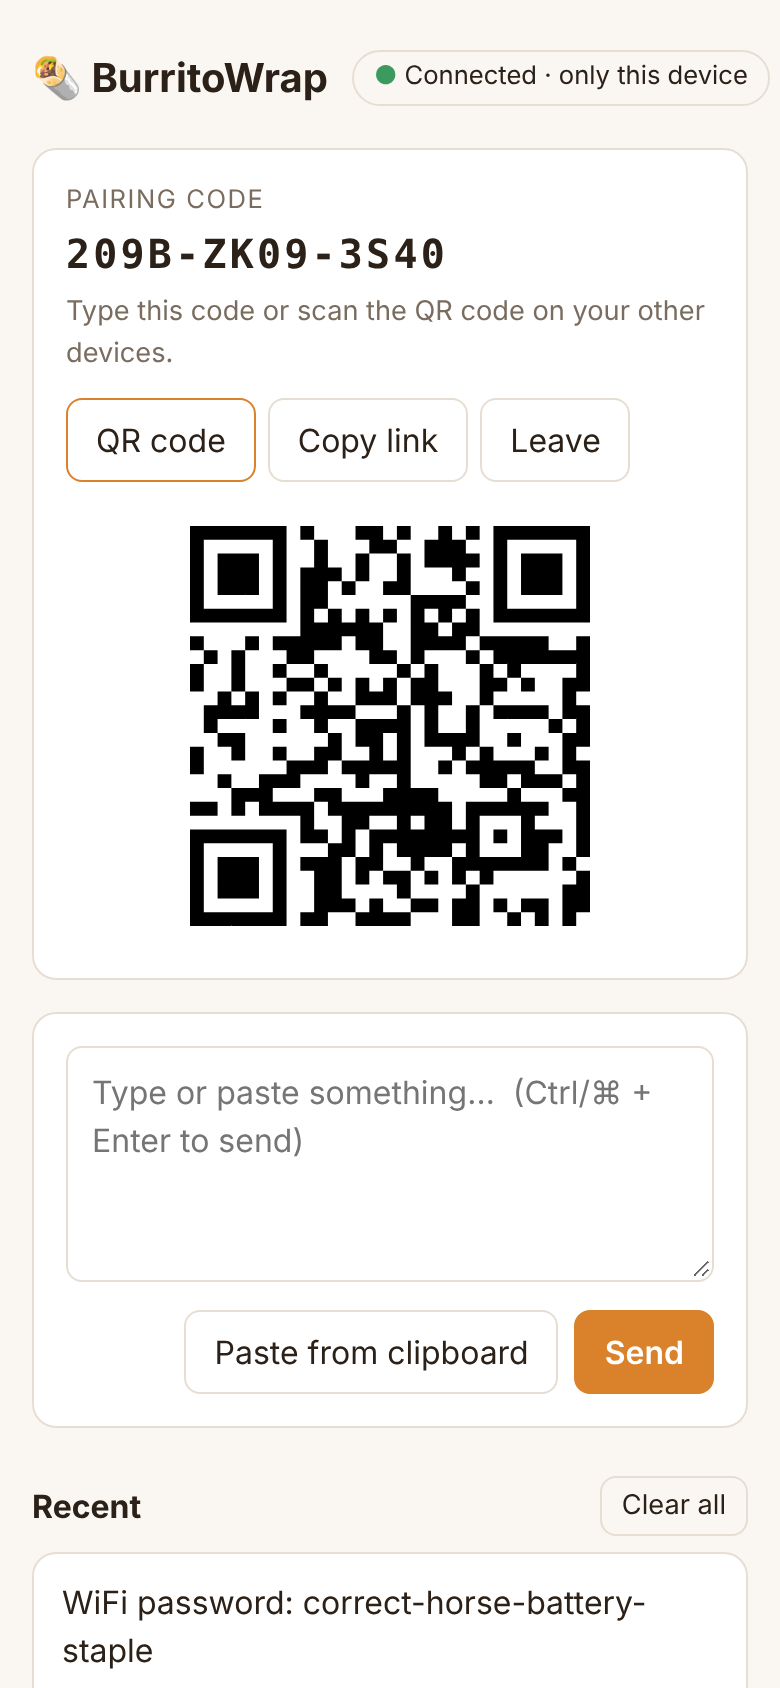 BurritoWrap
Connected · only this device
PAIRING CODE
209B-ZK09-3S40
Type this code or scan the QR code on your other
devices.
QR code
Copy link
Leave
Type or paste something... (Ctrl/⌘ +
Enter to send)
Paste from clipboard
Send
Recent
Clear all
WiFi password: correct-horse-battery-
staple